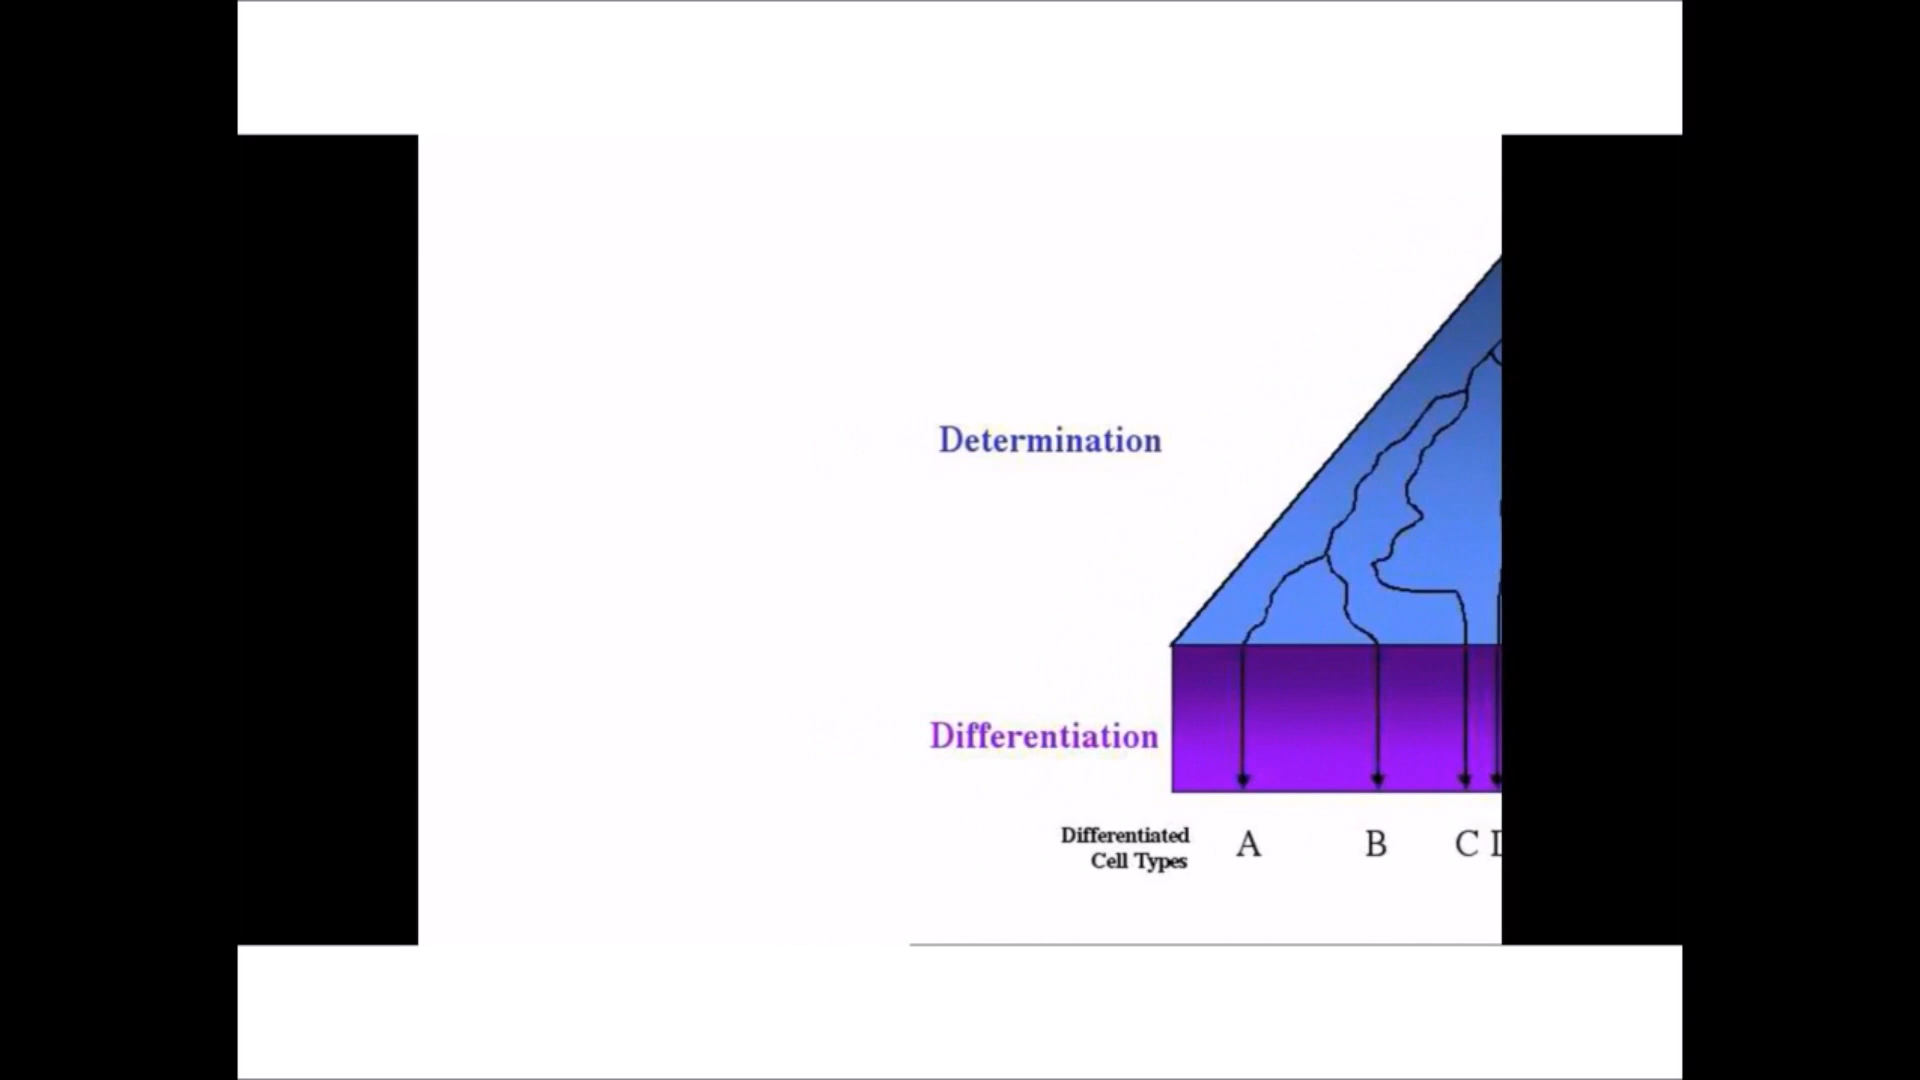 Determination
Differentiation
Differentiated
Cell Types
A B C